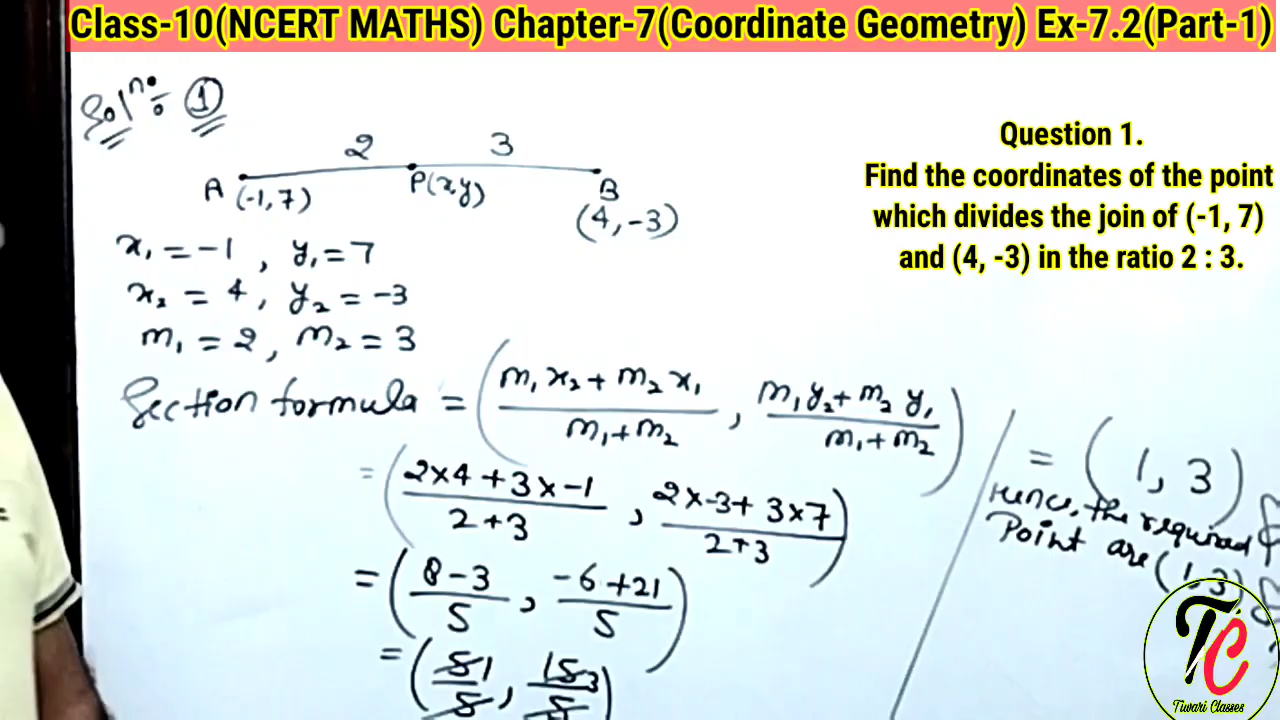 Class-10(NCERT MATHS) Chapter-7(Coordinate Geometry) Ex-7.2(Part-1)
Solⁿ÷ ①
2 3
A (-1,7) P(x,y) B (4,-3)
x₁ = -1 , y₁ = 7
x₂ = 4 , y₂ = -3
m₁ = 2 , m₂ = 3
Section formula = ( (m₁x₂ + m₂x₁)/(m₁+m₂) , (m₁y₂ + m₂y₁)/(m₁+m₂) )
= ( (2×4 + 3×-1)/(2+3) , (2×-3 + 3×7)/(2+3) )
= ( (8-3)/5 , (-6+21)/5 )
= ( 5/5 1 , 15/5 3 )
= (1, 3)
Hence, the required
Point are (1,3)
Question 1.
Find the coordinates of the point
which divides the join of (-1, 7)
and (4, -3) in the ratio 2 : 3.
TC
Tiwari Classes